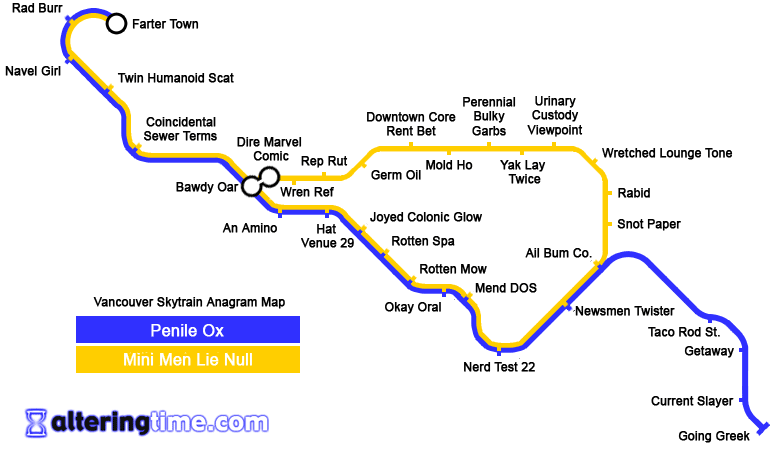 Rad Burr
Farter Town
Navel Girl
Twin Humanoid Scat
Coincidental
Sewer Terms
Dire Marvel
Comic
Bawdy Oar
Rep Rut
Wren Ref
Downtown Core
Rent Bet
Germ Oil
Mold Ho
Perennial
Bulky
Garbs
Yak Lay
Twice
Urinary
Custody
Viewpoint
Wretched Lounge Tone
Rabid
Snot Paper
Ail Bum Co.
An Amino
Hat
Venue 29
Joyed Colonic Glow
Rotten Spa
Rotten Mow
Okay Oral
Mend DOS
Nerd Test 22
Newsmen Twister
Taco Rod St.
Getaway
Current Slayer
Going Greek
Vancouver Skytrain Anagram Map
Penile Ox
Mini Men Lie Null
alteringtime.com